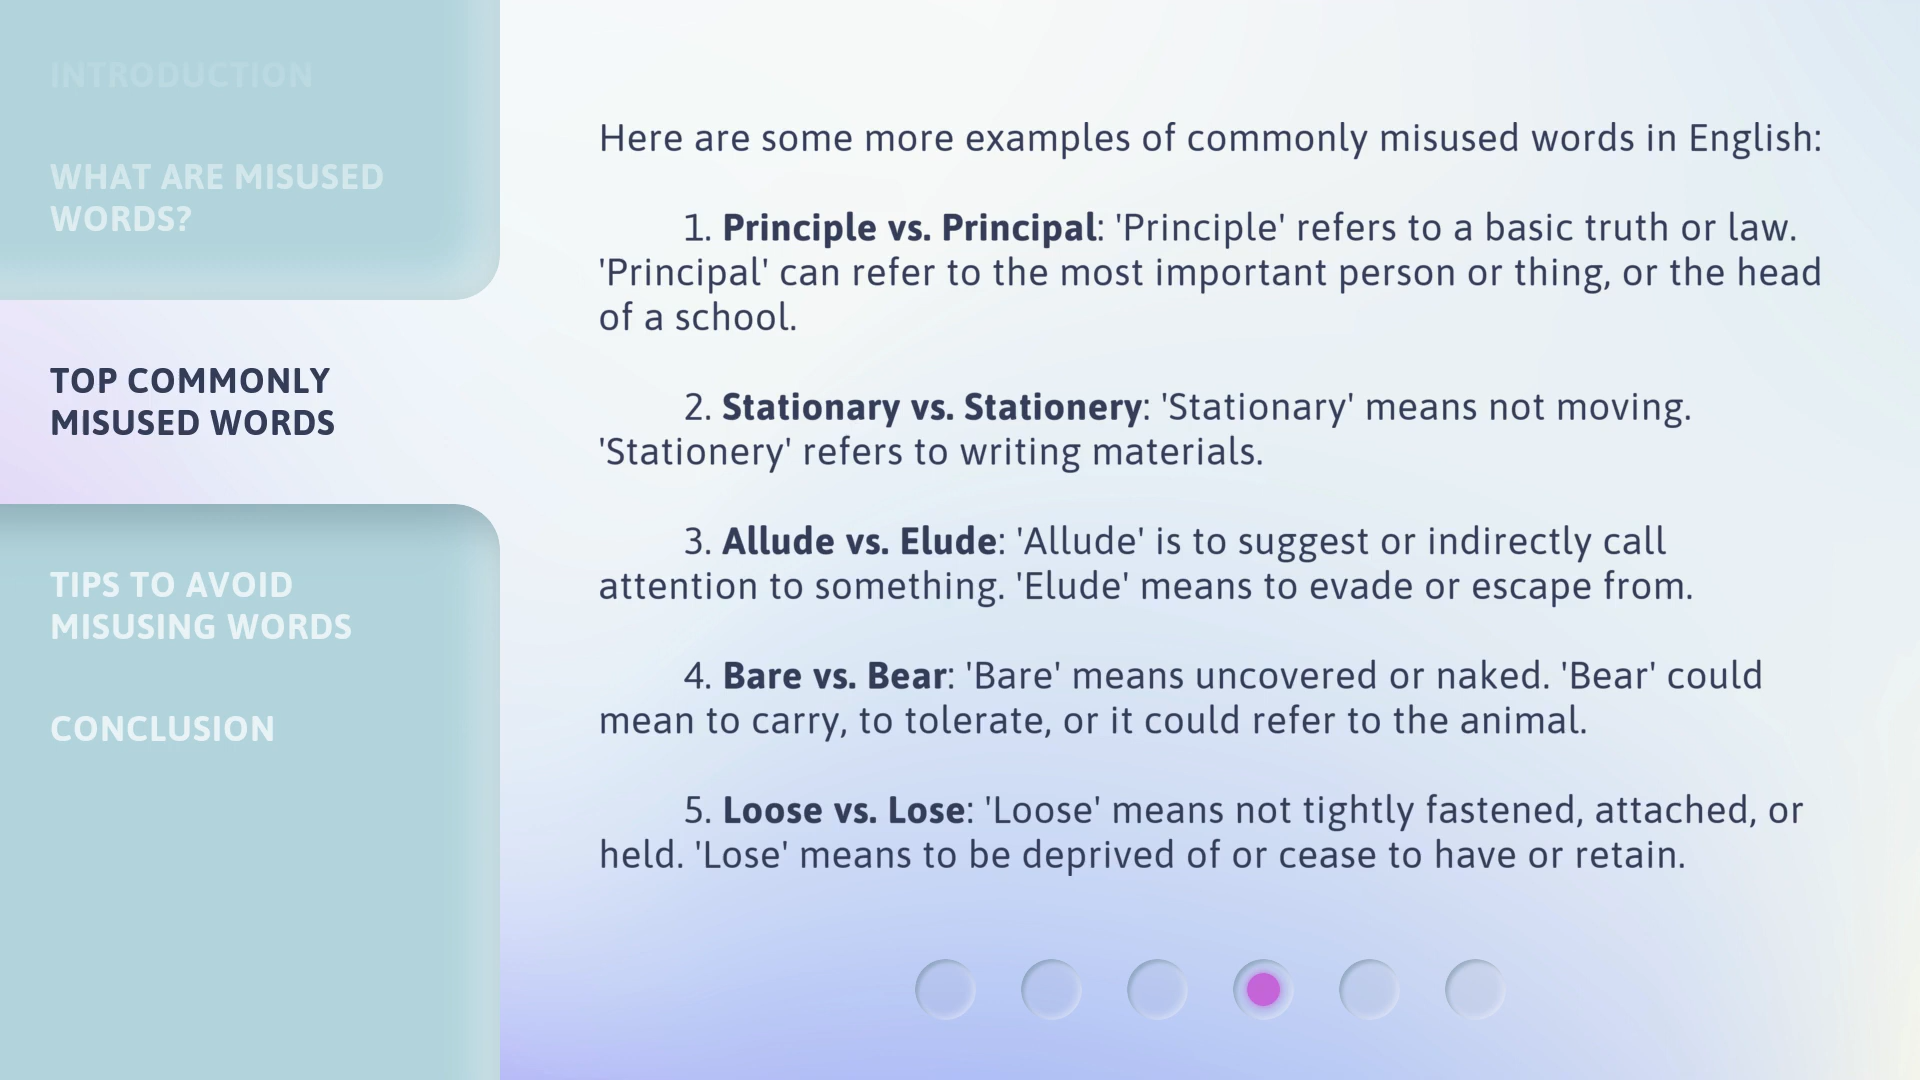 INTRODUCTION
WHAT ARE MISUSED
WORDS?
TOP COMMONLY
MISUSED WORDS
TIPS TO AVOID
MISUSING WORDS
CONCLUSION
Here are some more examples of commonly misused words in English:
1. Principle vs. Principal: 'Principle' refers to a basic truth or law.
'Principal' can refer to the most important person or thing, or the head
of a school.
2. Stationary vs. Stationery: 'Stationary' means not moving.
'Stationery' refers to writing materials.
3. Allude vs. Elude: 'Allude' is to suggest or indirectly call
attention to something. 'Elude' means to evade or escape from.
4. Bare vs. Bear: 'Bare' means uncovered or naked. 'Bear' could
mean to carry, to tolerate, or it could refer to the animal.
5. Loose vs. Lose: 'Loose' means not tightly fastened, attached, or
held. 'Lose' means to be deprived of or cease to have or retain.